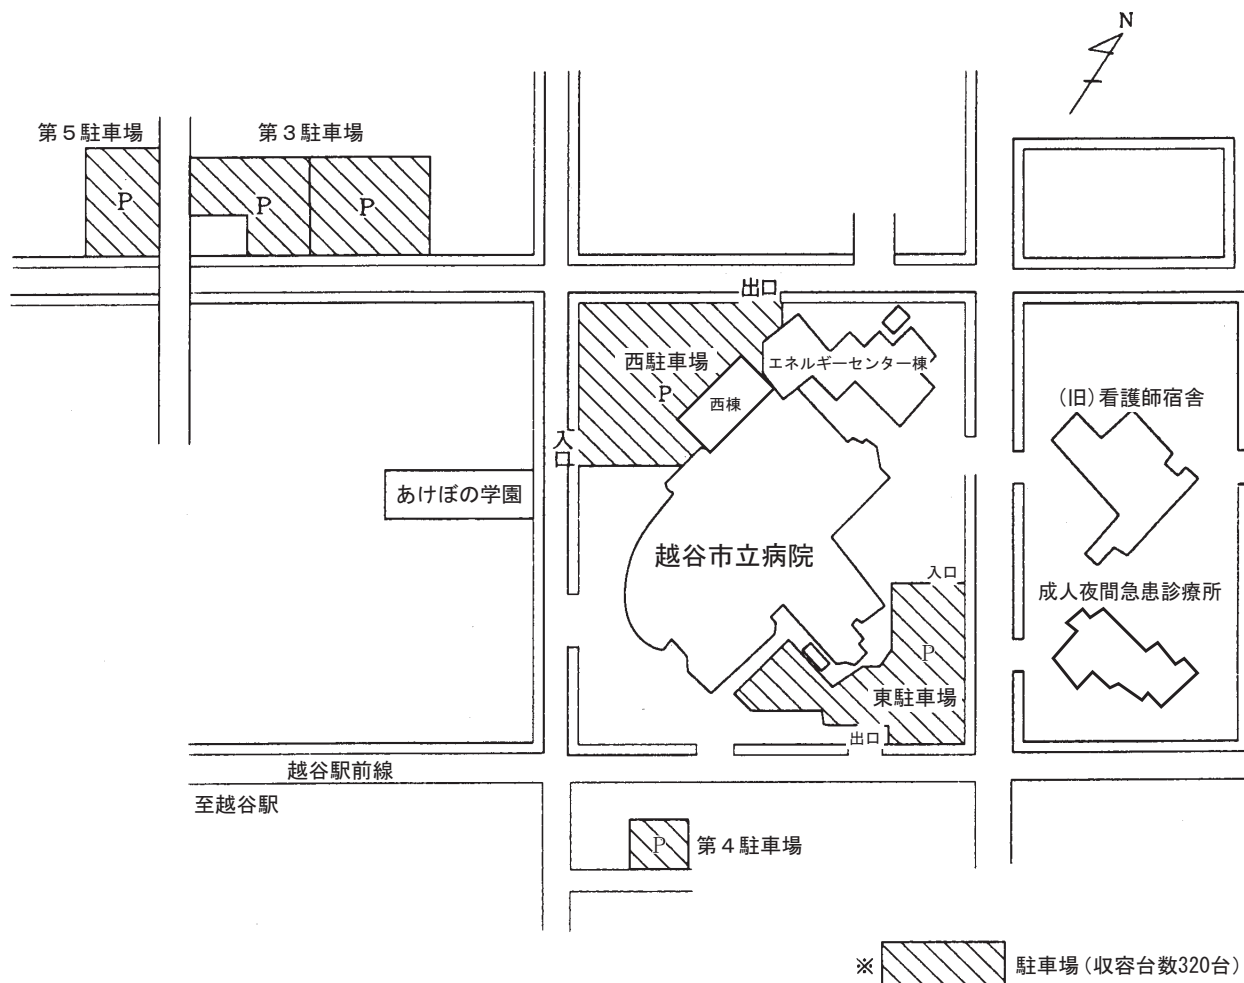 N
第５駐車場
第３駐車場
P
P
P
出口
西駐車場
P
エネルギーセンター棟
西棟
(旧)看護師宿舎
入口
あけぼの学園
越谷市立病院
入口
成人夜間急患診療所
P
東駐車場
出口
越谷駅前線
至越谷駅
P
第４駐車場
※ 駐車場(収容台数320台)